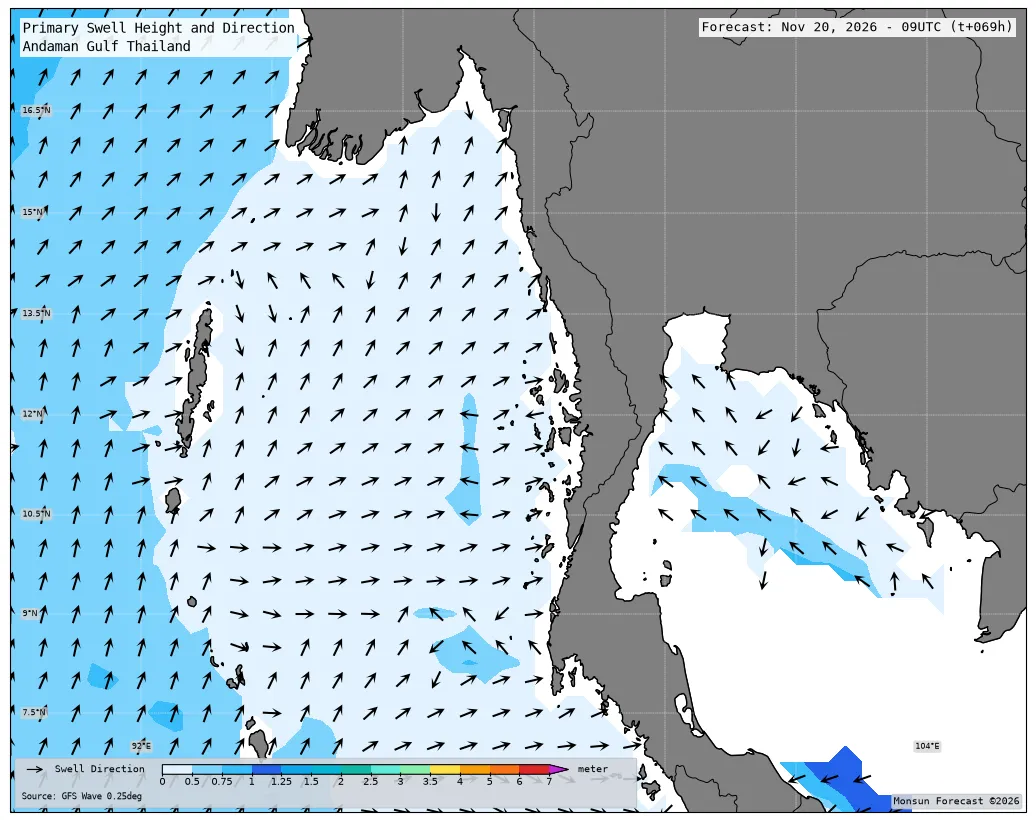 Primary Swell Height and Direction
Andaman Gulf Thailand
Forecast: Nov 20, 2026 - 09UTC (t+069h)
16.5°N
15°N
13.5°N
12°N
10.5°N
9°N
7.5°N
92°E
104°E
Swell Direction
0 0.5 0.75 1 1.25 1.5 2 2.5 3 3.5 4 5 6 7
meter
Source: GFS Wave 0.25deg
Monsun Forecast ©2026